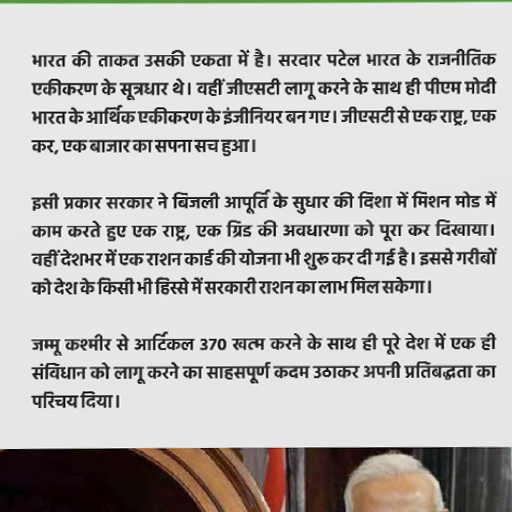 भारत की ताकत उसकी एकता में है। सरदार पटेल भारत के राजनीतिक
एकीकरण के सूत्रधार थे। वहीं जीएसटी लागू करने के साथ ही पीएम मोदी
भारत के आर्थिक एकीकरण के इंजीनियर बन गए। जीएसटी से एक राष्ट्र, एक
कर, एक बाजार का सपना सच हुआ।
इसी प्रकार सरकार ने बिजली आपूर्ति के सुधार की दिशा में मिशन मोड में
काम करते हुए एक राष्ट्र, एक ग्रिड की अवधारणा को पूरा कर दिखाया।
वहीं देशभर में एक राशन कार्ड की योजना भी शुरू कर दी गई है। इससे गरीबों
को देश के किसी भी हिस्से में सरकारी राशन का लाभ मिल सकेगा।
जम्मू कश्मीर से आर्टिकल 370 खत्म करने के साथ ही पूरे देश में एक ही
संविधान को लागू करने का साहसपूर्ण कदम उठाकर अपनी प्रतिबद्धता का
परिचय दिया।